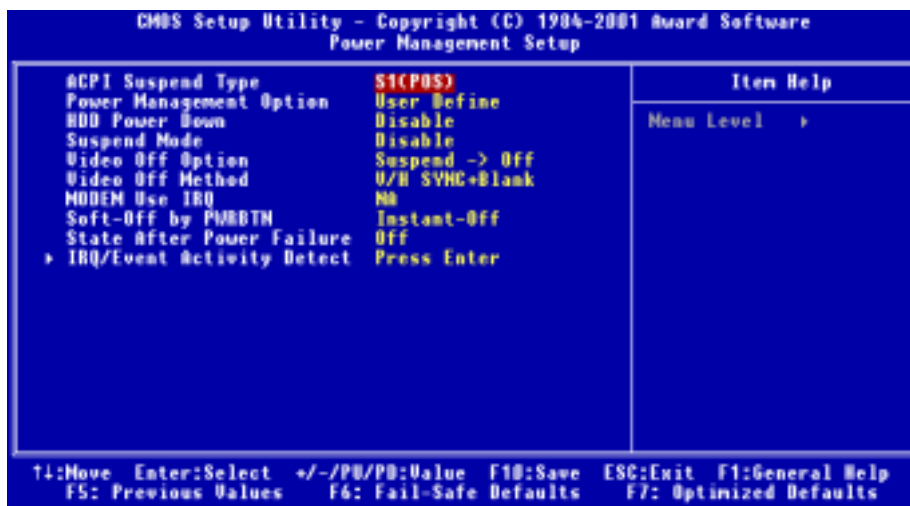 CMOS Setup Utility - Copyright (C) 1984-2001 Award Software
Power Management Setup
ACPI Suspend Type S1(POS)
Power Management Option User Define
HDD Power Down Disable
Suspend Mode Disable
Video Off Option Suspend -> Off
Video Off Method V/H SYNC+Blank
MODEM Use IRQ NA
Soft-Off by PWRBTN Instant-Off
State After Power Failure Off
▸ IRQ/Event Activity Detect Press Enter
Item Help
Menu Level ▸
↑↓:Move Enter:Select +/-/PU/PD:Value F10:Save ESC:Exit F1:General Help
F5: Previous Values F6: Fail-Safe Defaults F7: Optimized Defaults